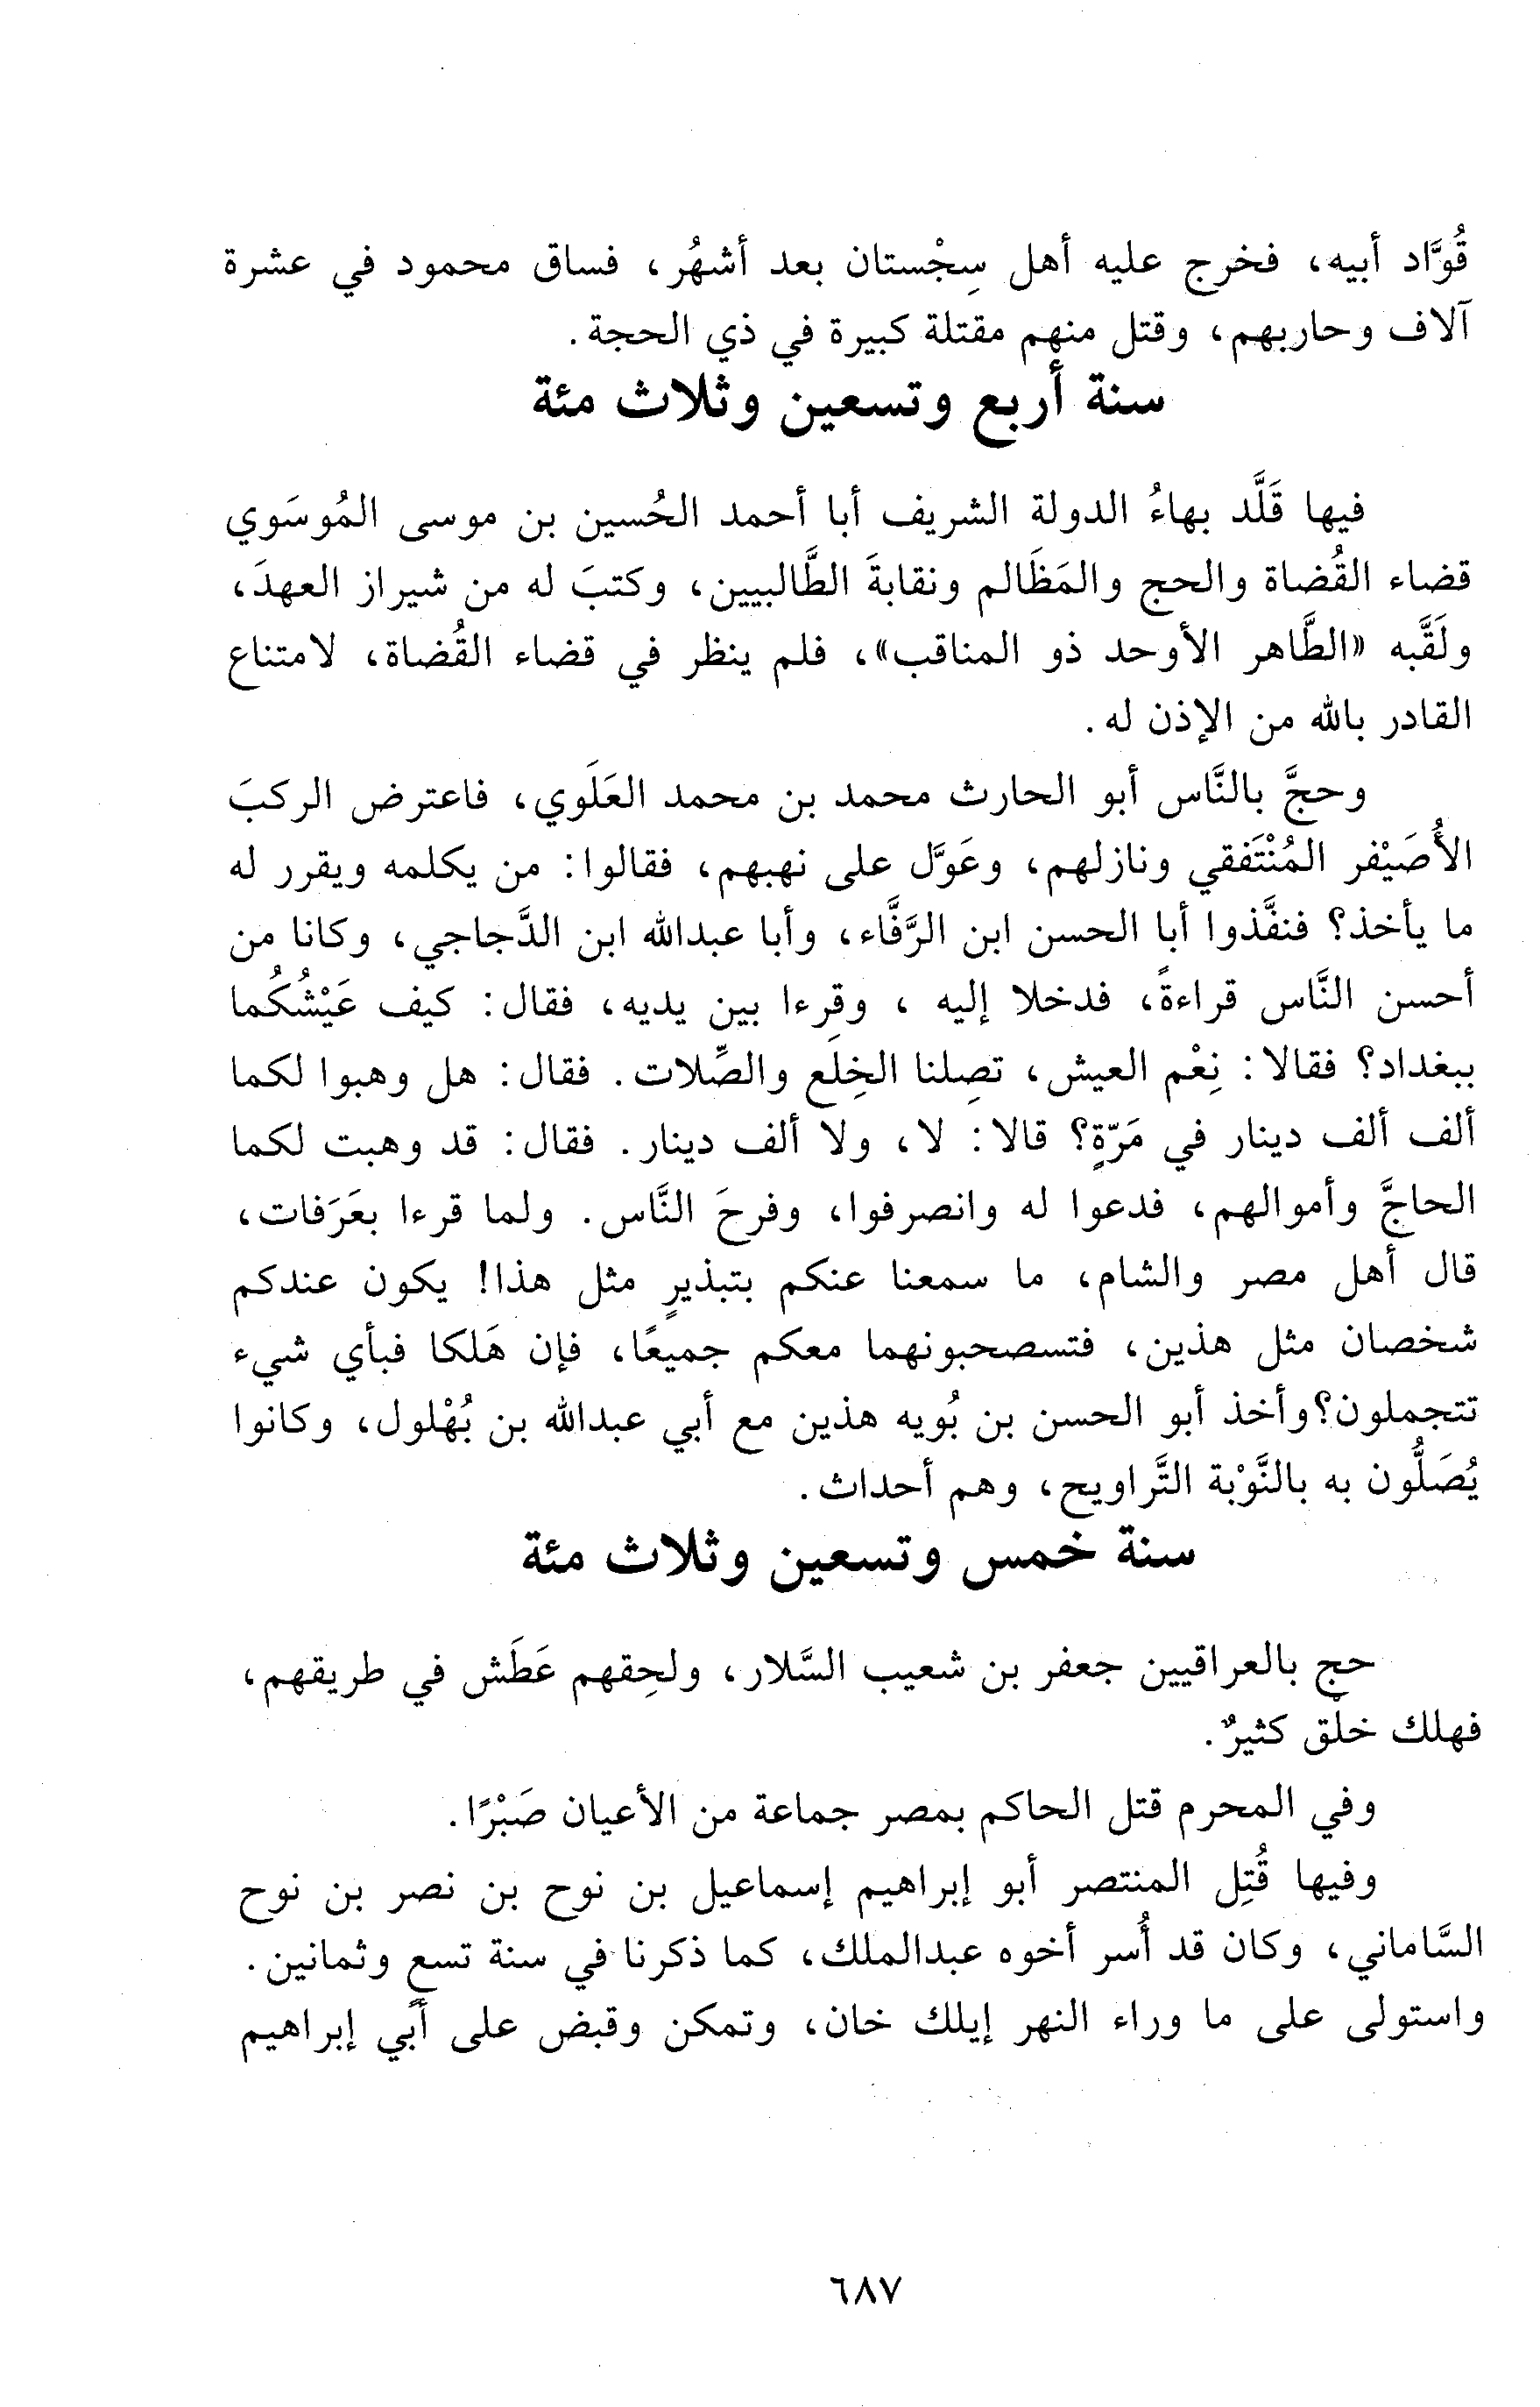 قُوَّاد أبيه، فخرج عليه أهل سِجْستان بعد أشهُر، فساق محمود في عشرة
آلاف وحاربهم، وقتل منهم مقتلة كبيرة في ذي الحجة.
سنة أربع وتسعين وثلاث مئة
فيها قَلَّد بهاءُ الدولة الشريف أبا أحمد الحُسين بن موسى المُوسَوي
قضاء القُضاة والحج والمَظَالم ونقابةَ الطَّالبيين، وكتبَ له من شيراز العهدَ،
ولَقَّبه «الطَّاهر الأوحد ذو المناقب»، فلم ينظر في قضاء القُضاة، لامتناع
القادر بالله من الإذن له.
وحجَّ بالنَّاس أبو الحارث محمد بن محمد العَلَوي، فاعترض الركبَ
الأُصَيْفر المُنْتَفقي ونازلهم، وعَوَّل على نهبهم، فقالوا: من يكلمه ويقرر له
ما يأخذ؟ فنفَّذوا أبا الحسن ابن الرَّفَّاء، وأبا عبدالله ابن الدَّجاجي، وكانا من
أحسن النَّاس قراءةً، فدخلا إليه ، وقرِءا بين يديه، فقال: كيف عَيْشُكُما
ببغداد؟ فقالا: نِعْم العيش، تصِلنا الخِلَع والصِّلات. فقال: هل وهبوا لكما
ألف ألف دينار في مَرّةٍ؟ قالا: لا، ولا ألف دينار. فقال: قد وهبت لكما
الحاجَّ وأموالهم، فدعوا له وانصرفوا، وفرحَ النَّاس. ولما قرءا بعَرَفات،
قال أهل مصر والشام، ما سمعنا عنكم بتبذيرٍ مثل هذا! يكون عندكم
شخصان مثل هذين، فتسصحبونهما معكم جميعًا، فإن هَلكا فبأي شيء
تتجملون؟وأخذ أبو الحسن بن بُويه هذين مع أبي عبدالله بن بُهْلول، وكانوا
يُصَلُّون به بالنَّوْبة التَّراويح، وهم أحداث.
سنة خمس وتسعين وثلاث مئة
حج بالعراقيين جعفر بن شعيب السَّلار، ولحِقهم عَطَش في طريقهم،
فهلك خلْق كثيرٌ.
وفي المحرم قتل الحاكم بمصر جماعة من الأعيان صَبْرًا.
وفيها قُتِل المنتصر أبو إبراهيم إسماعيل بن نوح بن نصر بن نوح
السَّاماني، وكان قد أُسر أخوه عبدالملك، كما ذكرنا في سنة تسعٍ وثمانين.
واستولى على ما وراء النهر إيلك خان، وتمكن وقبض على أبي إبراهيم
٦٨٧